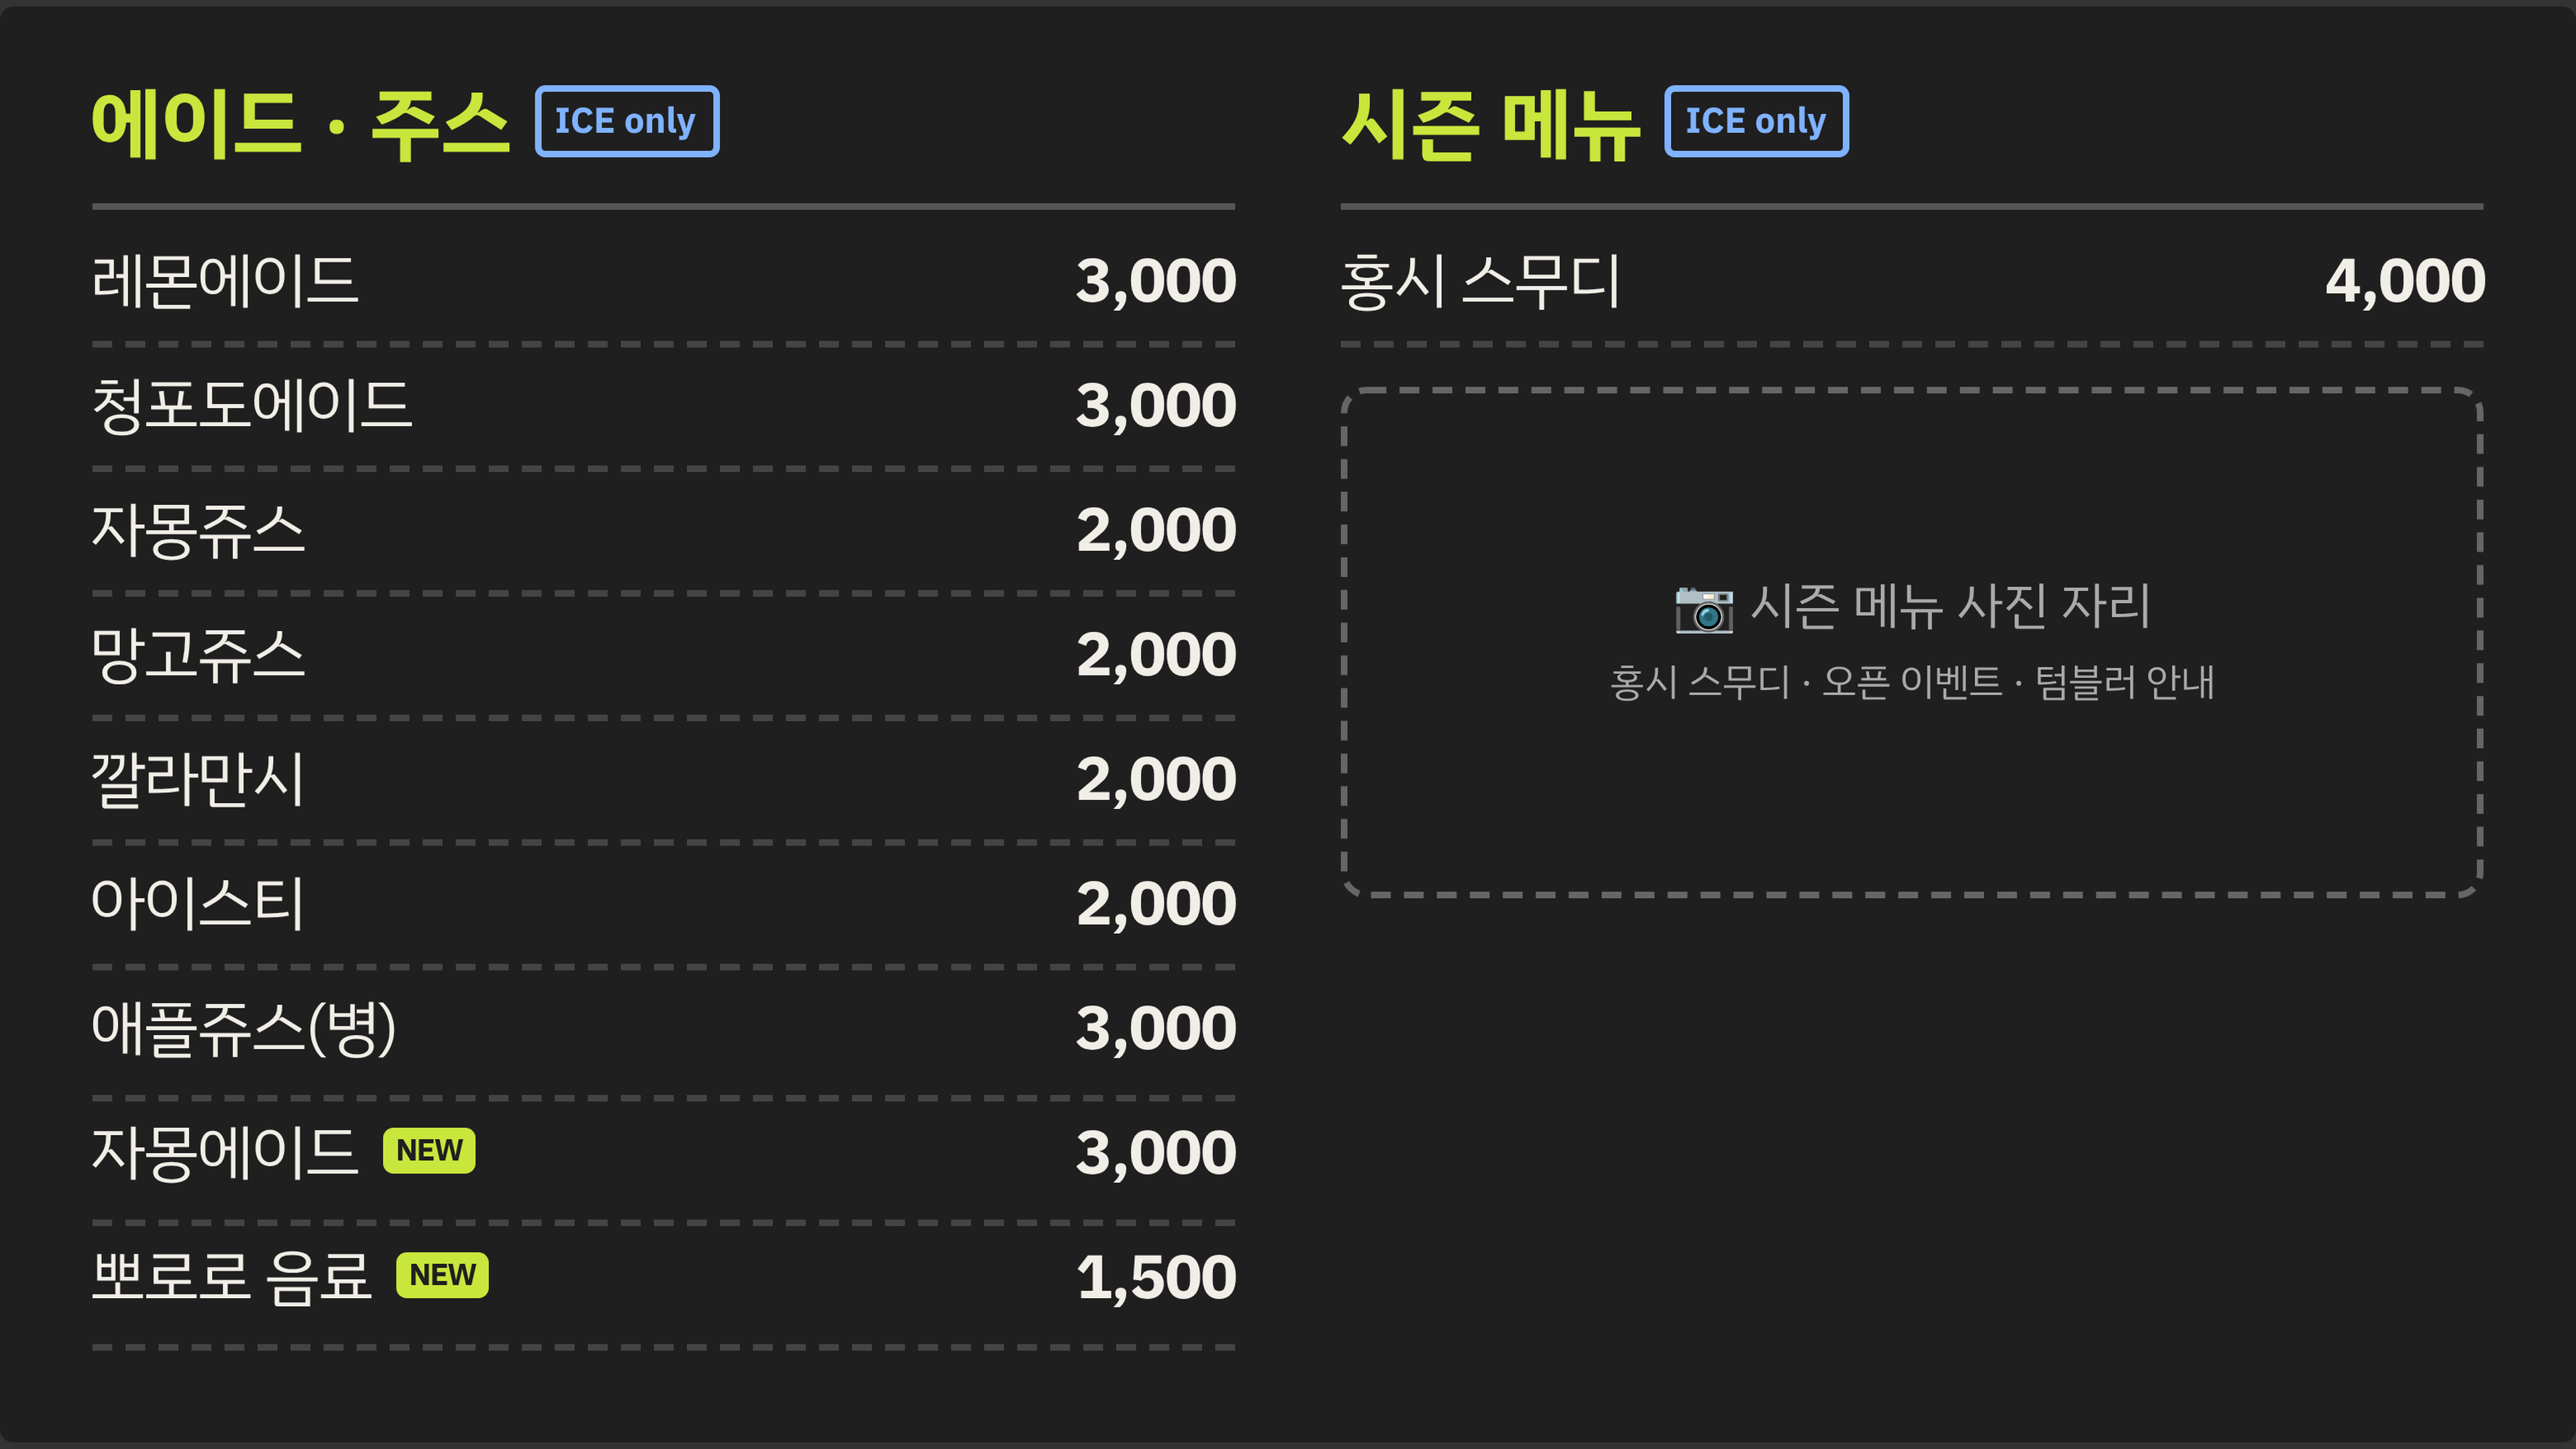 에이드 · 주스 ICE only
레몬에이드 3,000
청포도에이드 3,000
자몽쥬스 2,000
망고쥬스 2,000
깔라만시 2,000
아이스티 2,000
애플쥬스(병) 3,000
자몽에이드 NEW 3,000
뽀로로 음료 NEW 1,500
시즌 메뉴 ICE only
홍시 스무디 4,000
📷 시즌 메뉴 사진 자리
홍시 스무디 · 오픈 이벤트 · 텀블러 안내